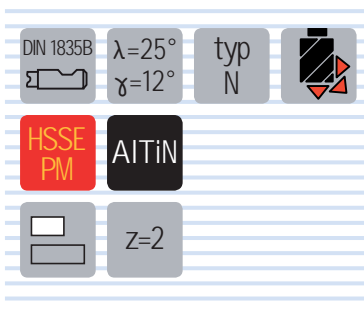 DIN 1835B
λ=25°
ɣ=12°
typ
N
HSSE
PM
AlTiN
z=2